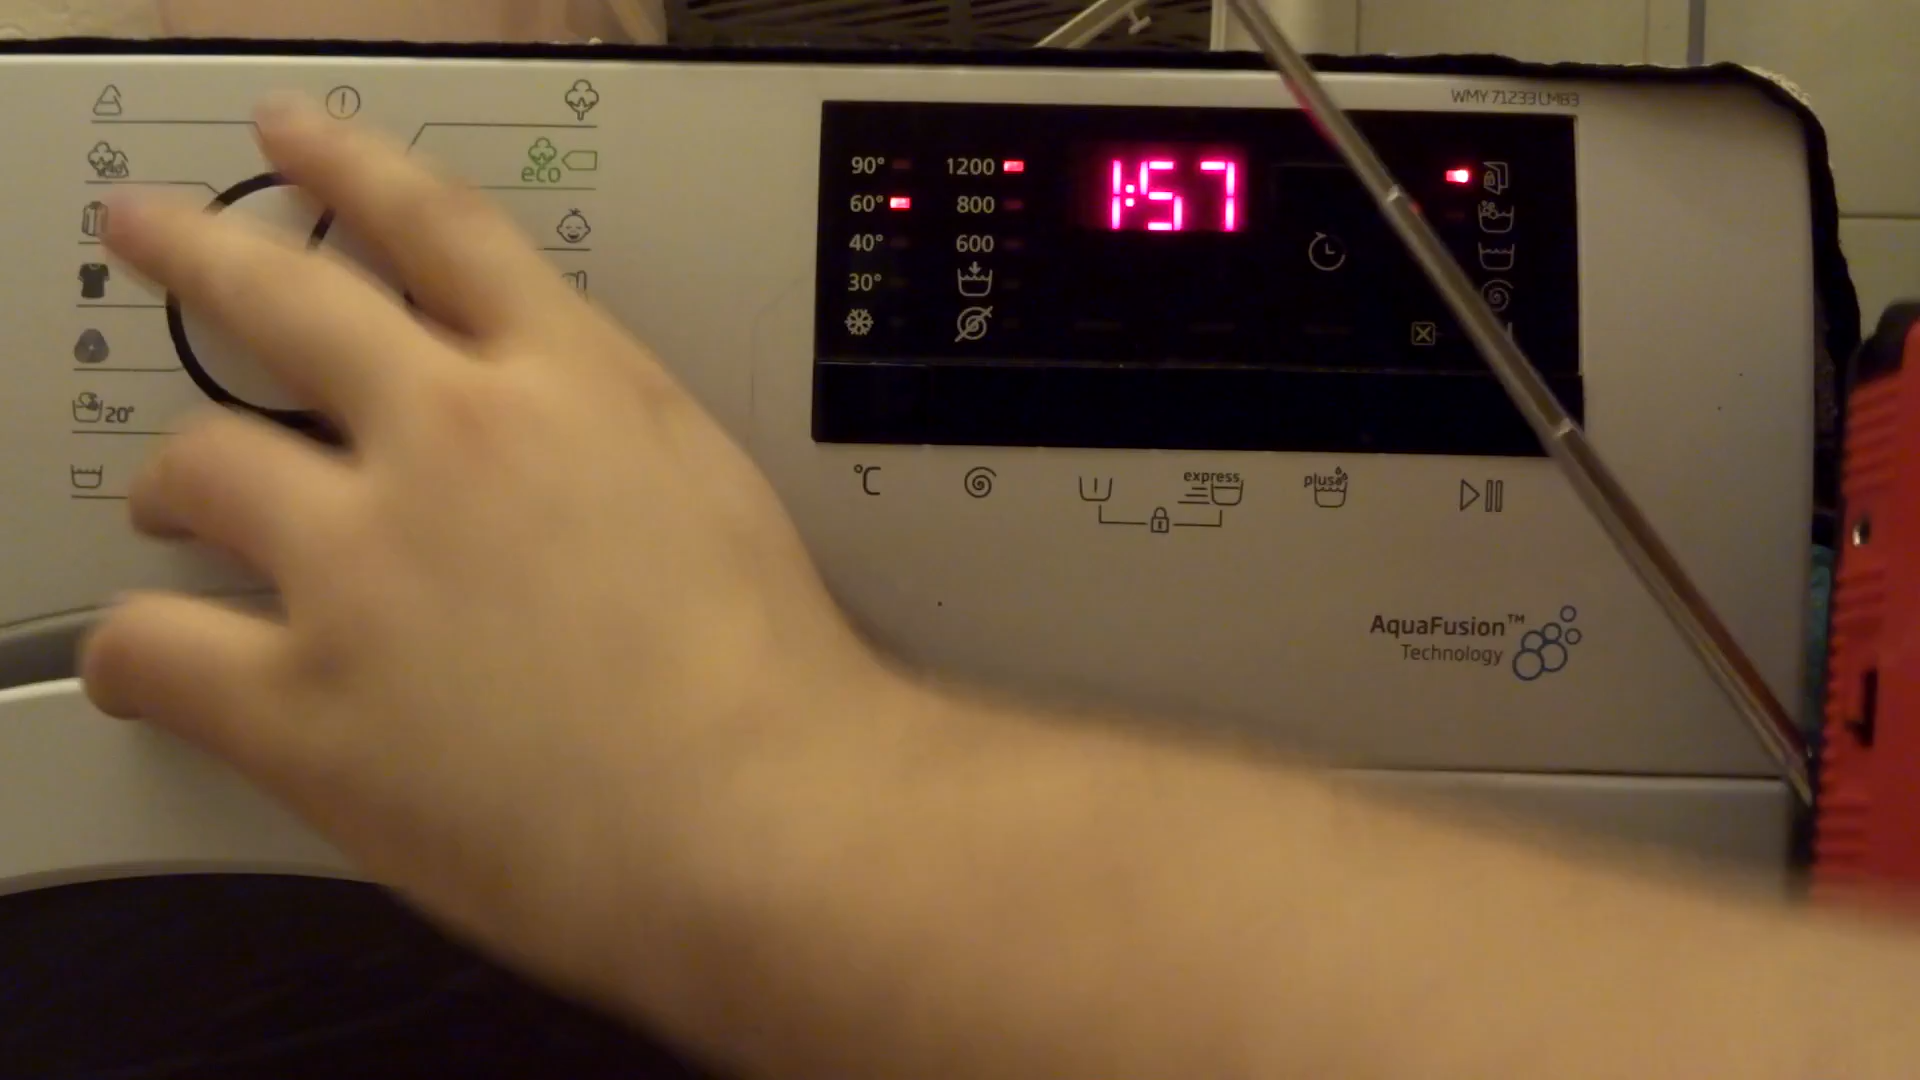 WMY 71233 LMB3
90° 1200 1:57
60° 800
40° 600
30°
eco
20°
°C express plus
AquaFusion™
Technology